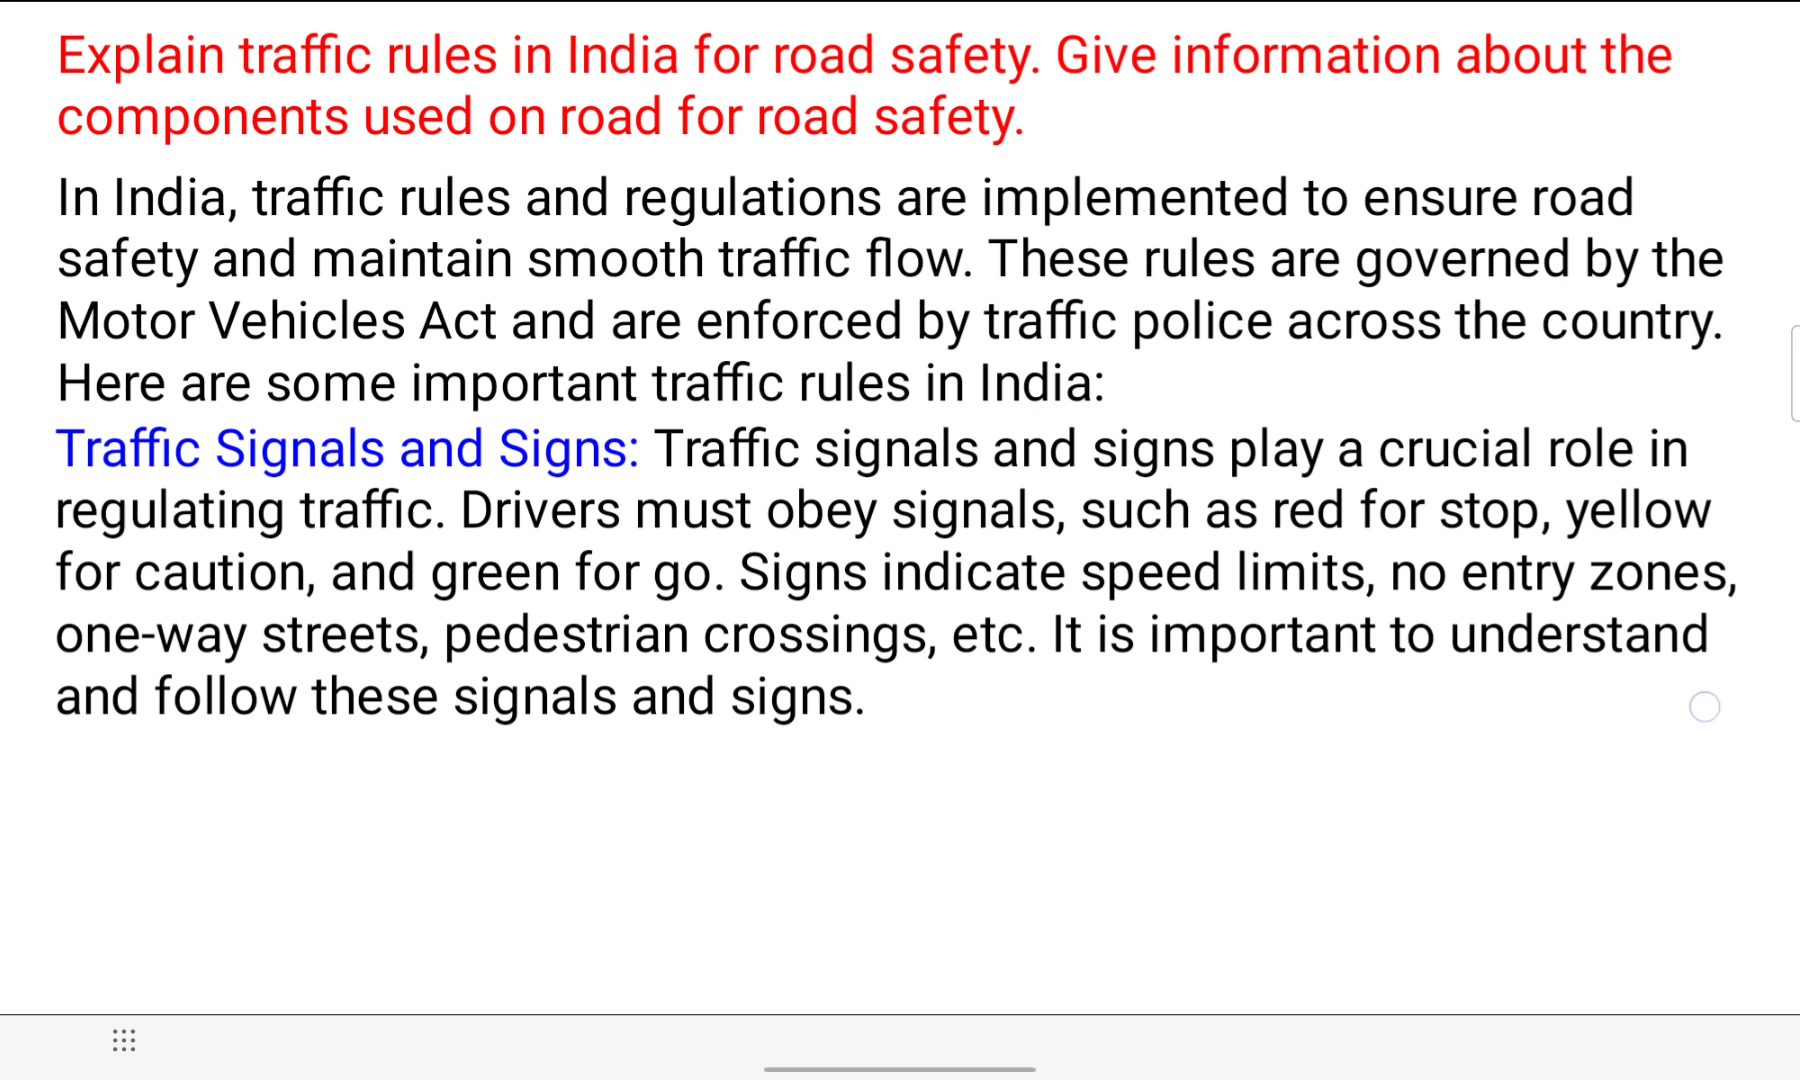 Explain traffic rules in India for road safety. Give information about the
components used on road for road safety.
In India, traffic rules and regulations are implemented to ensure road
safety and maintain smooth traffic flow. These rules are governed by the
Motor Vehicles Act and are enforced by traffic police across the country.
Here are some important traffic rules in India:
Traffic Signals and Signs: Traffic signals and signs play a crucial role in
regulating traffic. Drivers must obey signals, such as red for stop, yellow
for caution, and green for go. Signs indicate speed limits, no entry zones,
one-way streets, pedestrian crossings, etc. It is important to understand
and follow these signals and signs.